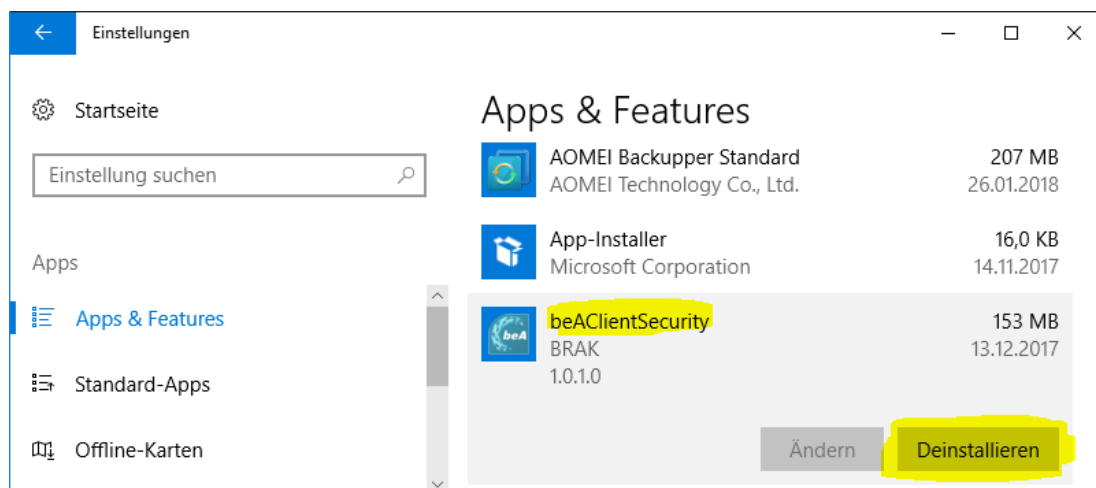 Einstellungen
Startseite
Einstellung suchen
Apps
Apps & Features
Standard-Apps
Offline-Karten
Apps & Features
AOMEI Backupper Standard 207 MB
AOMEI Technology Co., Ltd. 26.01.2018
App-Installer 16,0 KB
Microsoft Corporation 14.11.2017
beA
beAClientSecurity 153 MB
BRAK 13.12.2017
1.0.1.0
Ändern Deinstallieren